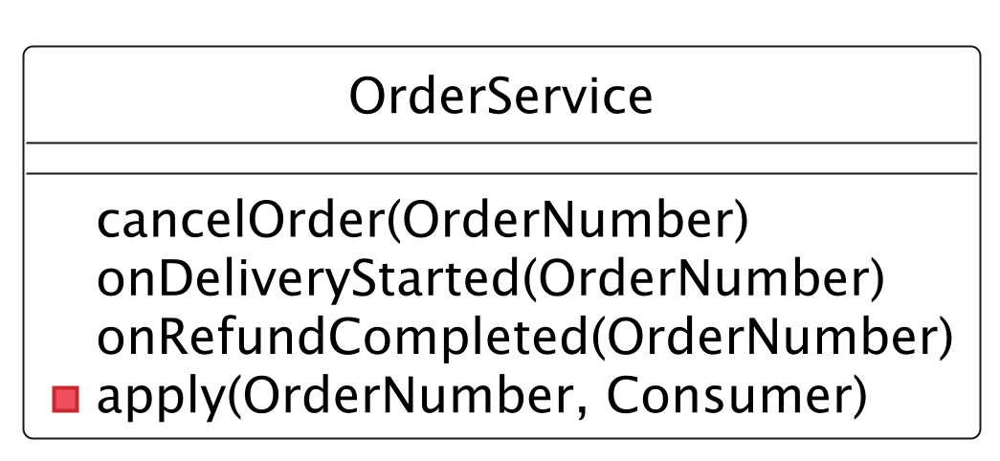 OrderService
cancelOrder(OrderNumber)
onDeliveryStarted(OrderNumber)
onRefundCompleted(OrderNumber)
apply(OrderNumber, Consumer)